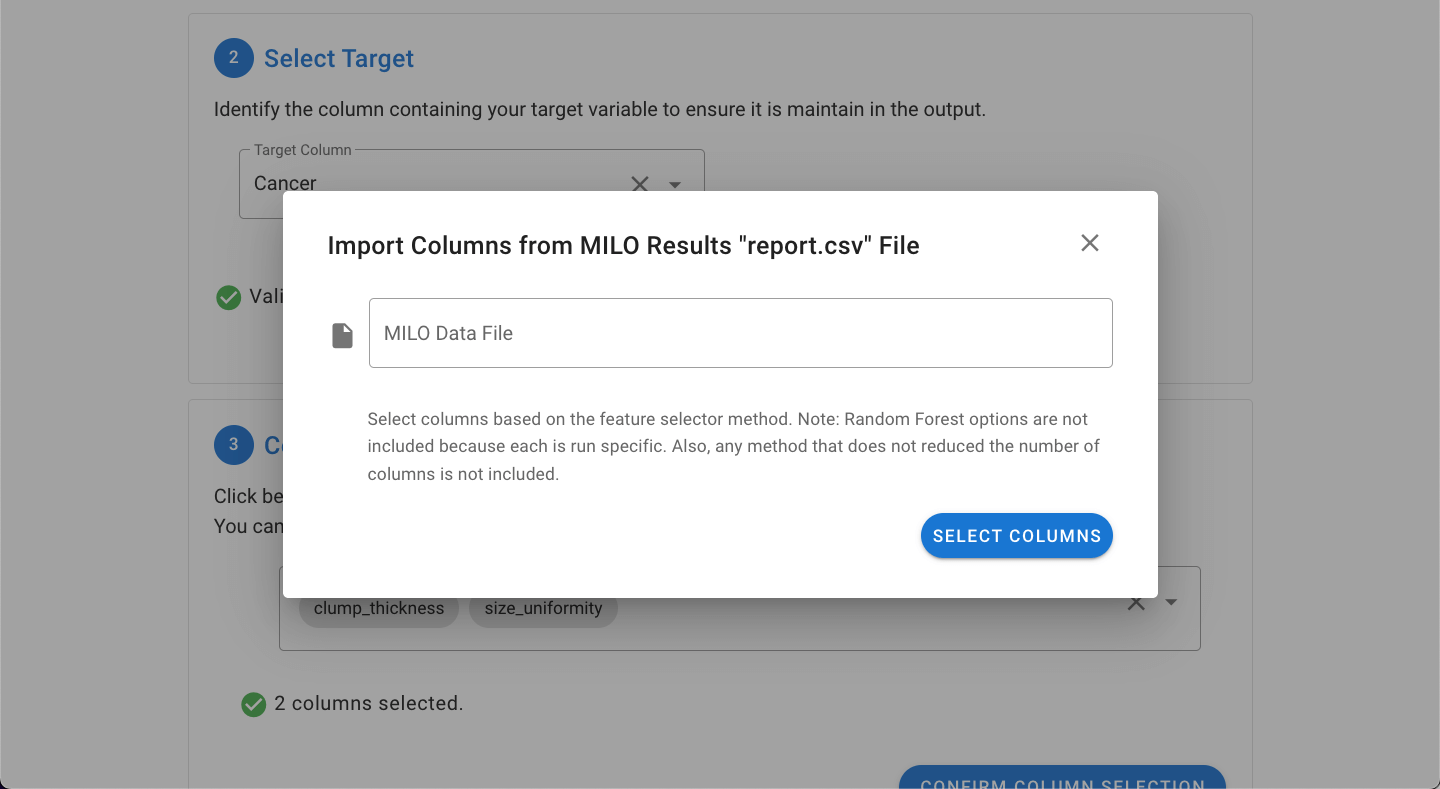 2 Select Target
Identify the column containing your target variable to ensure it is maintain in the output.
Target Column
Cancer
Import Columns from MILO Results "report.csv" File
Vali
MILO Data File
Select columns based on the feature selector method. Note: Random Forest options are not
included because each is run specific. Also, any method that does not reduced the number of
columns is not included.
3 C
Click be
You can
SELECT COLUMNS
clump_thickness size_uniformity
2 columns selected.
CONFIRM COLUMN SELECTION